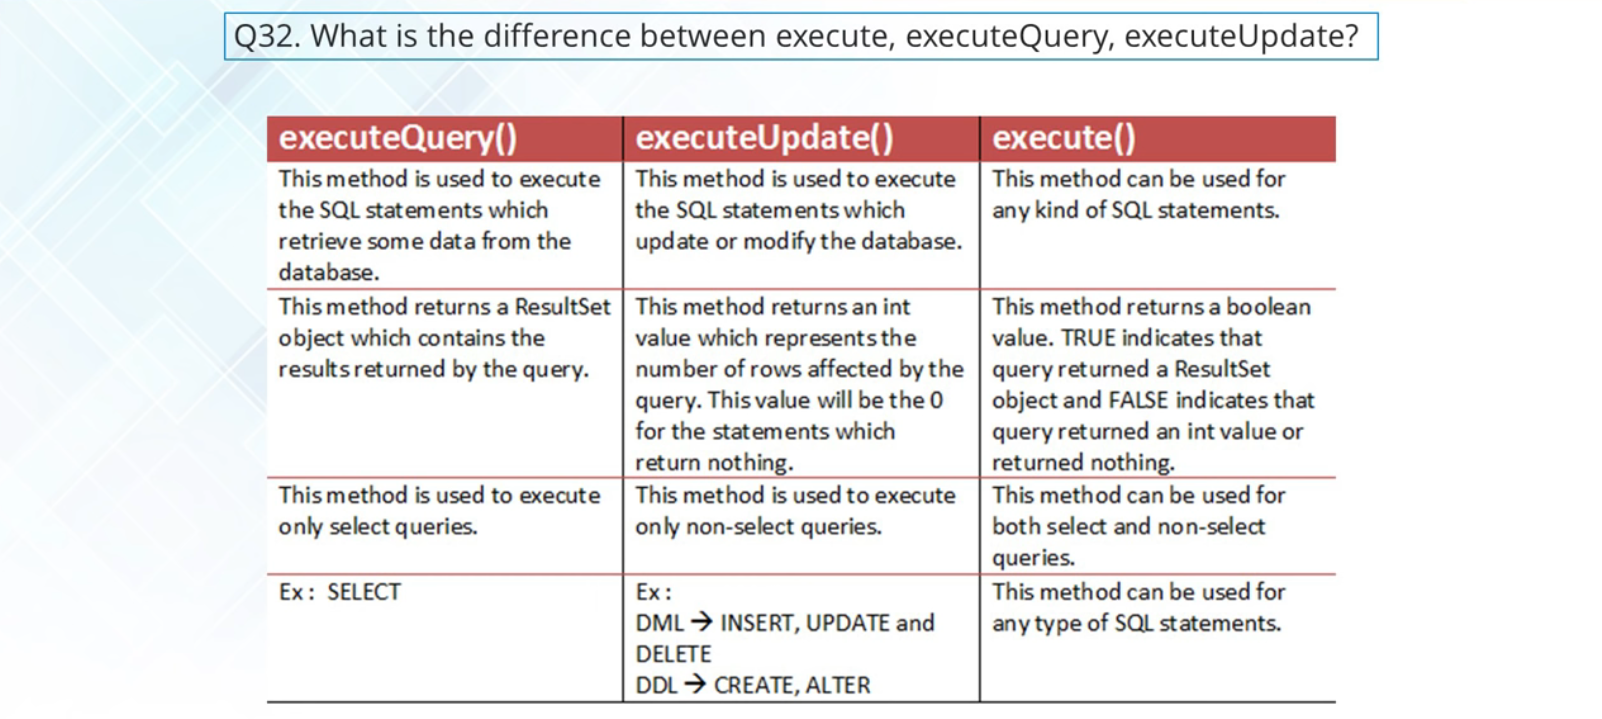 Q32. What is the difference between execute, executeQuery, executeUpdate?
executeQuery()
executeUpdate()
execute()
This method is used to execute
the SQL statements which
retrieve some data from the
database.
This method is used to execute
the SQL statements which
update or modify the database.
This method can be used for
any kind of SQL statements.
This method returns a ResultSet
object which contains the
results returned by the query.
This method returns an int
value which represents the
number of rows affected by the
query. This value will be the 0
for the statements which
return nothing.
This method returns a boolean
value. TRUE indicates that
query returned a ResultSet
object and FALSE indicates that
query returned an int value or
returned nothing.
This method is used to execute
only select queries.
This method is used to execute
only non-select queries.
This method can be used for
both select and non-select
queries.
Ex : SELECT
Ex :
DML → INSERT, UPDATE and
DELETE
DDL → CREATE, ALTER
This method can be used for
any type of SQL statements.